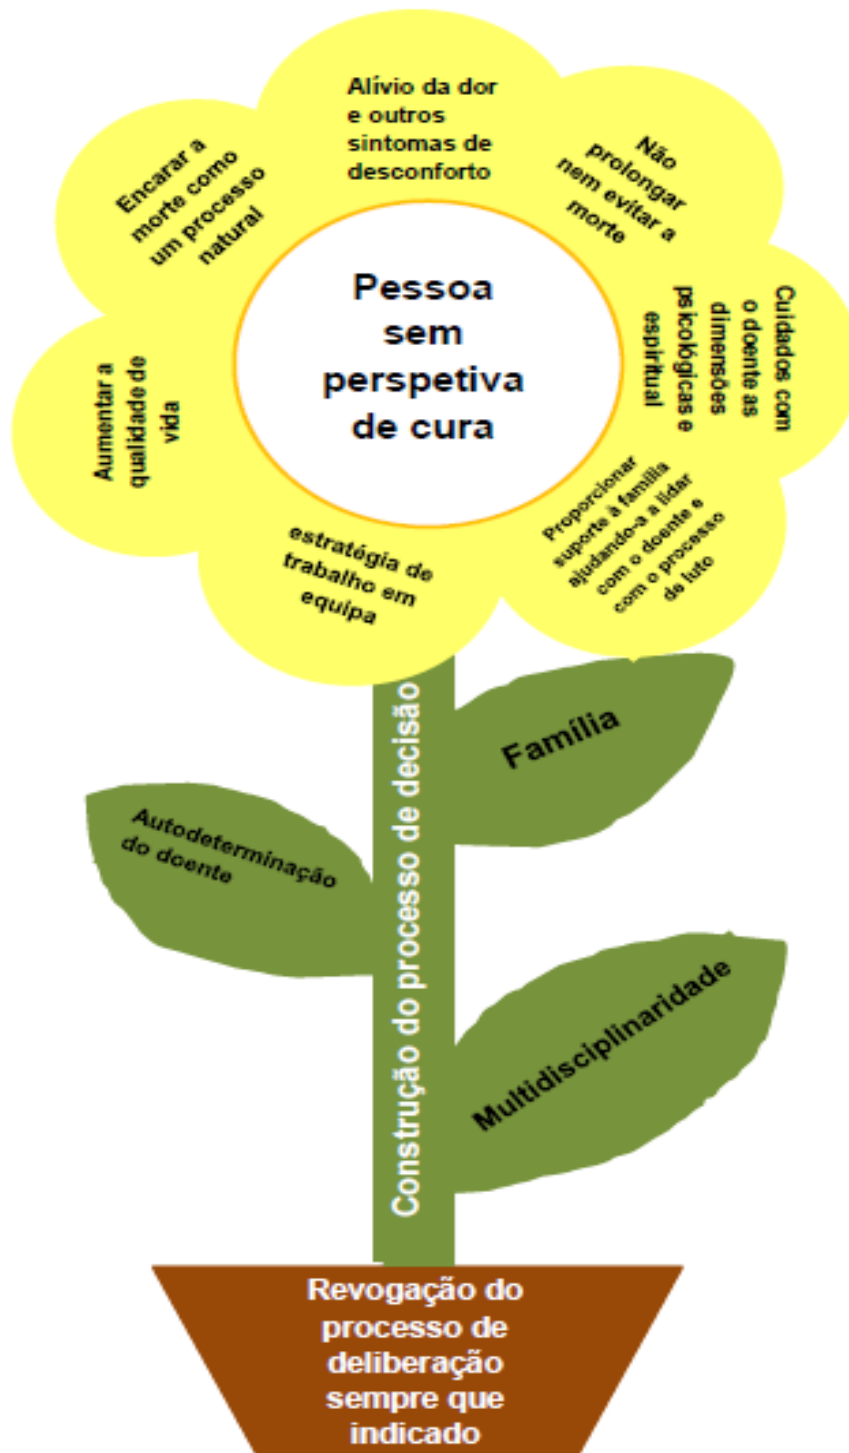 Alívio da dor
e outros
sintomas de
desconforto
Não
prolongar
nem evitar a
morte
Cuidados com
o doente as
dimensões
psicológicas e
espiritual
Proporcionar
suporte à família
ajudando-a a lidar
com o doente e
com o processo
de luto
estratégia de
trabalho em
equipa
Aumentar a
qualidade de
vida
Encarar a
morte como
um processo
natural
Pessoa
sem
perspetiva
de cura
Construção do processo de decisão
Família
Autodeterminação
do doente
Multidisciplinaridade
Revogação do
processo de
deliberação
sempre que
indicado